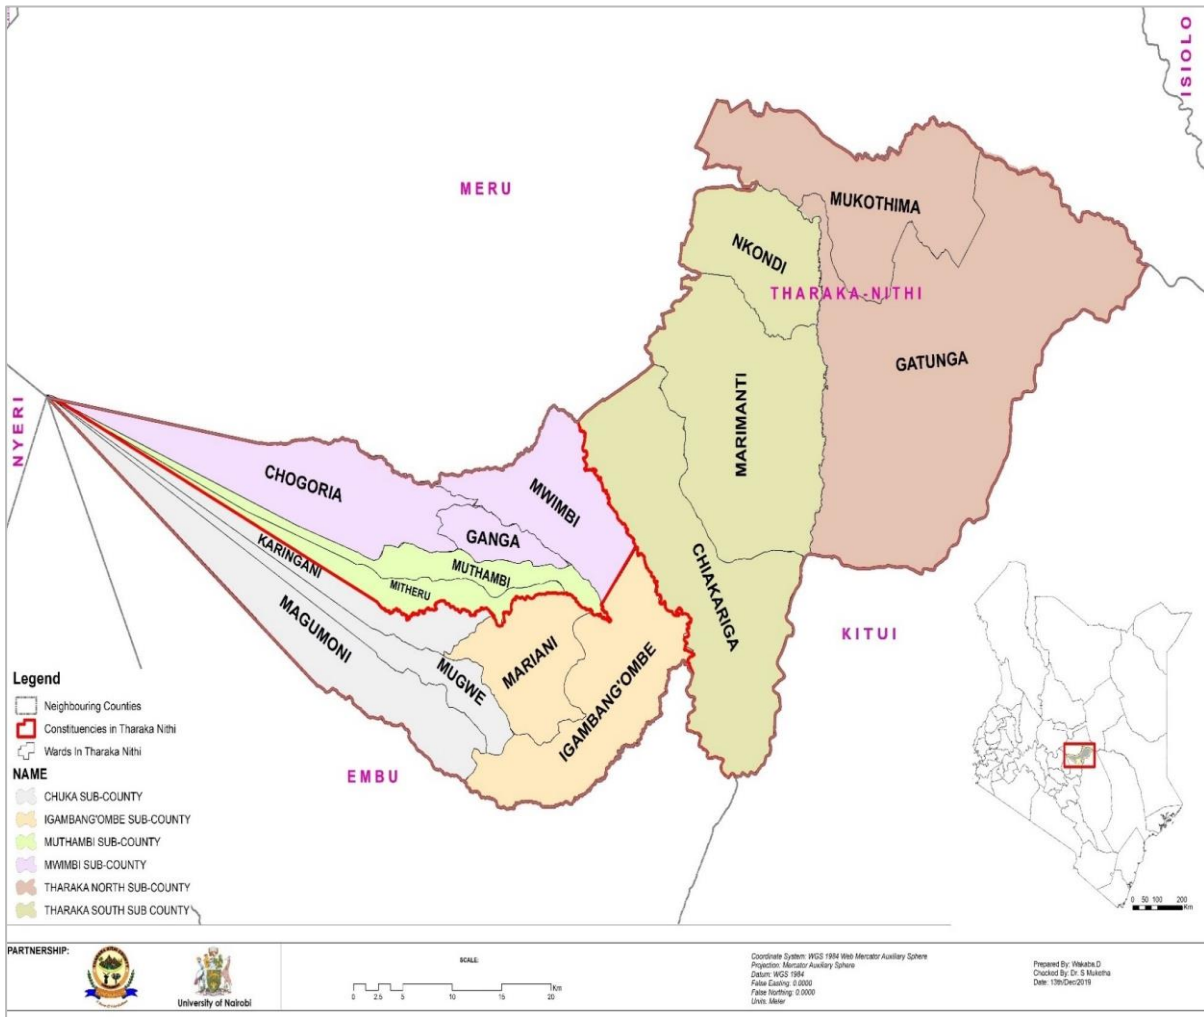 ISIOLO
MERU
MUKOTHIMA
NKONDI
THARAKA-NITHI
GATUNGA
NYERI
MARIMANTI
CHOGORIA
MWIMBI
GANGA
KARINGANI
MUTHAMBI
MITHERU
CHIAKARIGA
MAGUMONI
MUGWE
MARIANI
IGAMBANG'OMBE
KITUI
EMBU
Legend
Neighbouring Counties
Constituencies in Tharaka Nithi
Wards In Tharaka Nithi
NAME
CHUKA SUB-COUNTY
IGAMBANG'OMBE SUB-COUNTY
MUTHAMBI SUB-COUNTY
MWIMBI SUB-COUNTY
THARAKA NORTH SUB-COUNTY
THARAKA SOUTH SUB COUNTY
0 50 100 200
Km
PARTNERSHIP:
University of Nairobi
SCALE:
Km
0 2.5 5 10 15 20
Coordinate System: WGS 1984 Web Mercator Auxiliary Sphere
Projection: Mercator Auxiliary Sphere
Datum: WGS 1984
False Easting: 0.0000
False Northing: 0.0000
Units: Meter
Prepared By: Wakaba.D
Checked By: Dr. S Mukotha
Date: 13th/Dec/2019